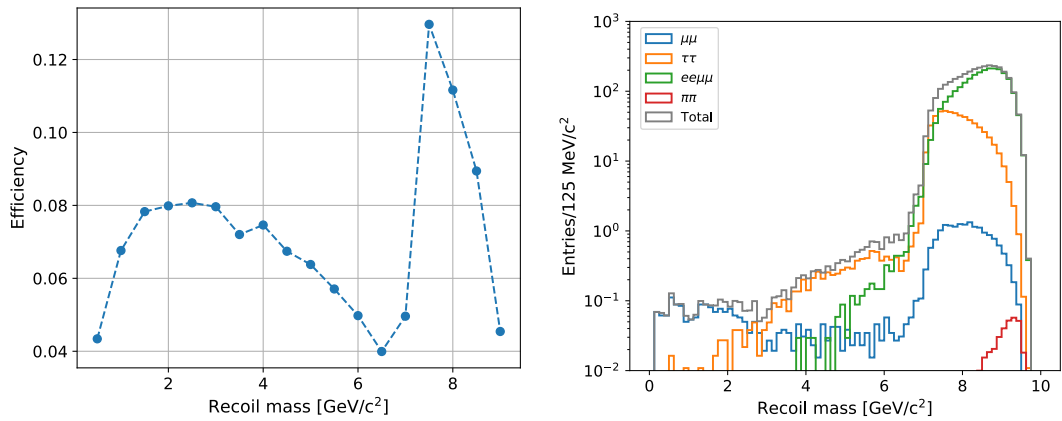 Efficiency
0.12
0.10
0.08
0.06
0.04
2 4 6 8
Recoil mass [GeV/c²]
Entries/125 MeV/c²
10³
10²
10¹
10⁰
10⁻¹
10⁻²
μμ
ττ
eeμμ
ππ
Total
0 2 4 6 8 10
Recoil mass [GeV/c²]